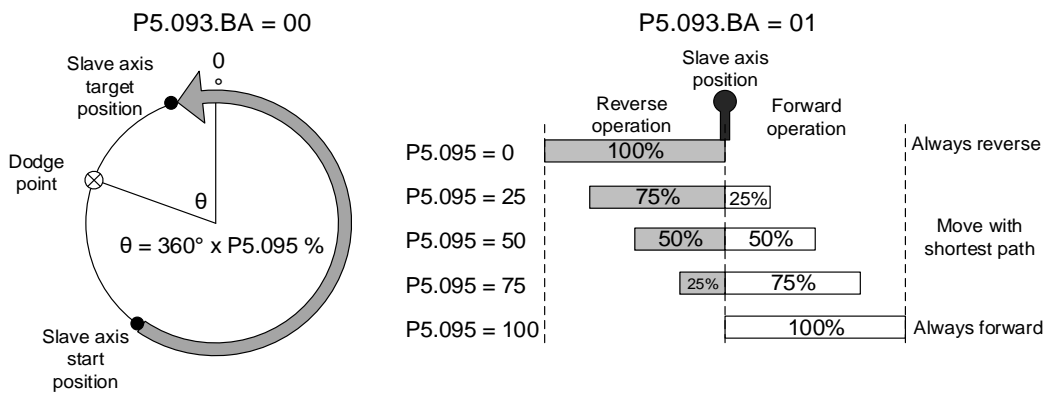 P5.093.BA = 00
0
°
Slave axis
target
position
Dodge
point
θ
θ = 360° x P5.095 %
Slave axis
start
position
P5.093.BA = 01
Slave axis
position
Reverse
operation
Forward
operation
P5.095 = 0
100%
Always reverse
P5.095 = 25
75%
25%
P5.095 = 50
50%
50%
Move with
shortest path
P5.095 = 75
25%
75%
P5.095 = 100
100%
Always forward